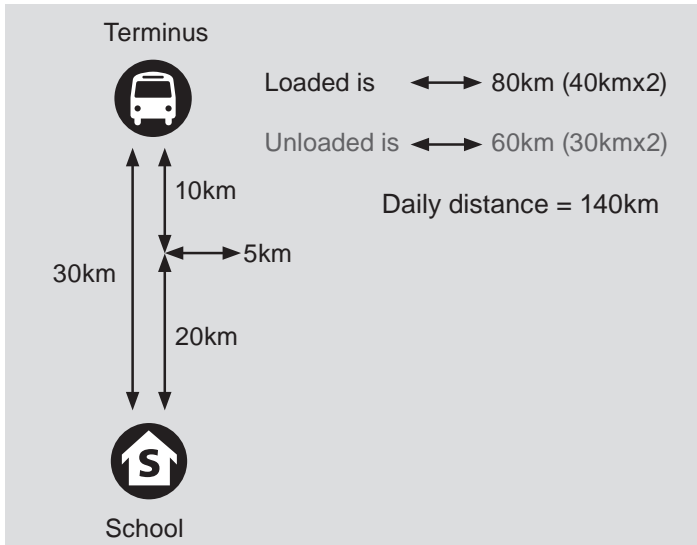 Terminus
Loaded is 80km (40kmx2)
Unloaded is 60km (30kmx2)
10km
Daily distance = 140km
5km
30km
20km
S
School